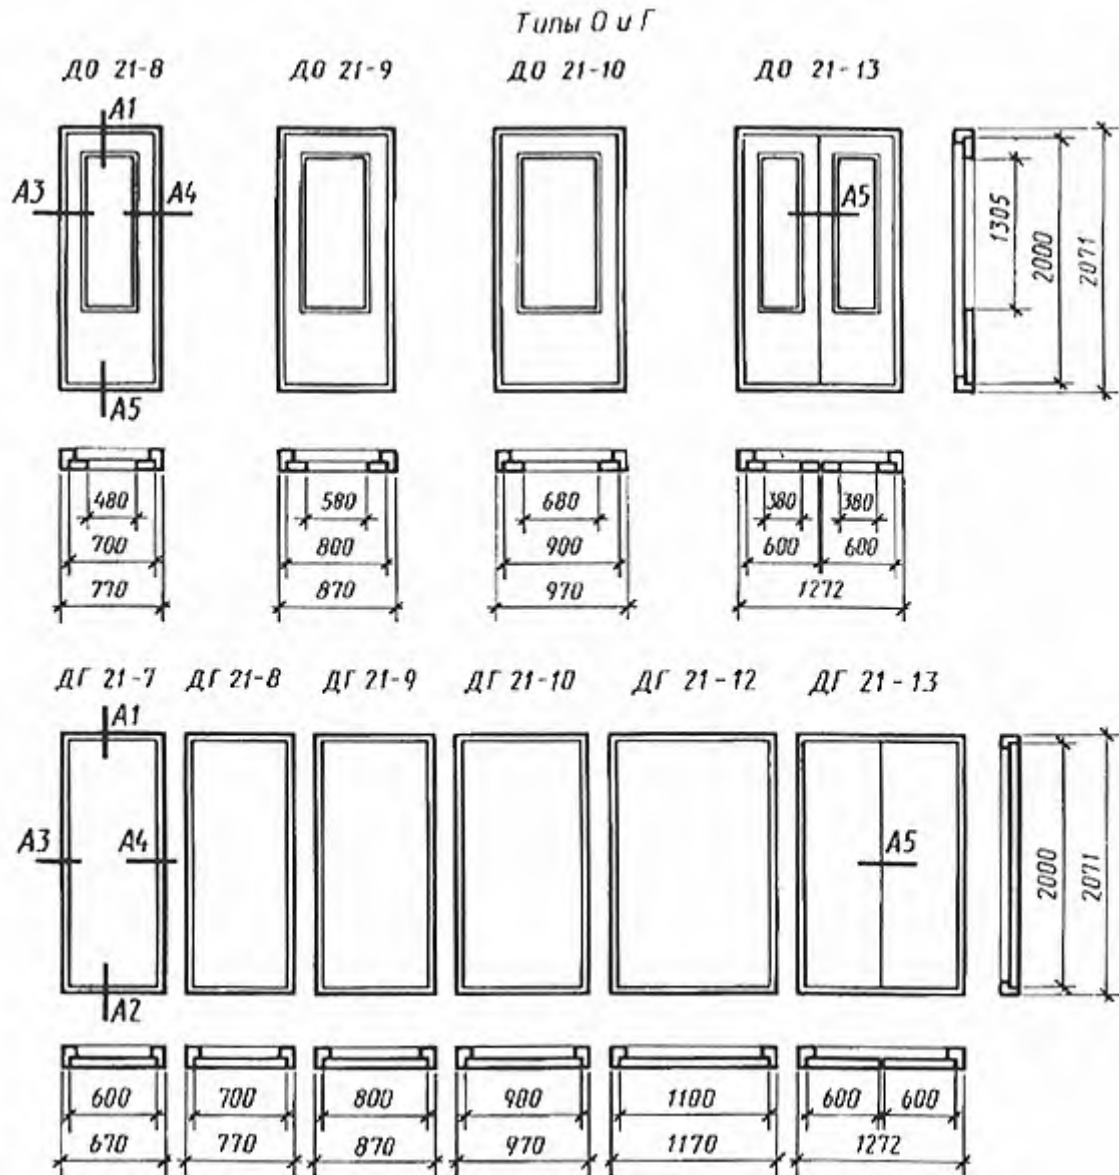 Типы О и Г
ДО 21-8 ДО 21-9 ДО 21-10 ДО 21-13
А1
А3 А4 А5
А5
1305 2000 2071
480 580 680 380 380
700 800 900 600 600
770 870 970 1272
ДГ 21-7 ДГ 21-8 ДГ 21-9 ДГ 21-10 ДГ 21-12 ДГ 21-13
А1
А3 А4 А5
А2
2000 2071
600 700 800 900 1100 600 600
670 770 870 970 1170 1272